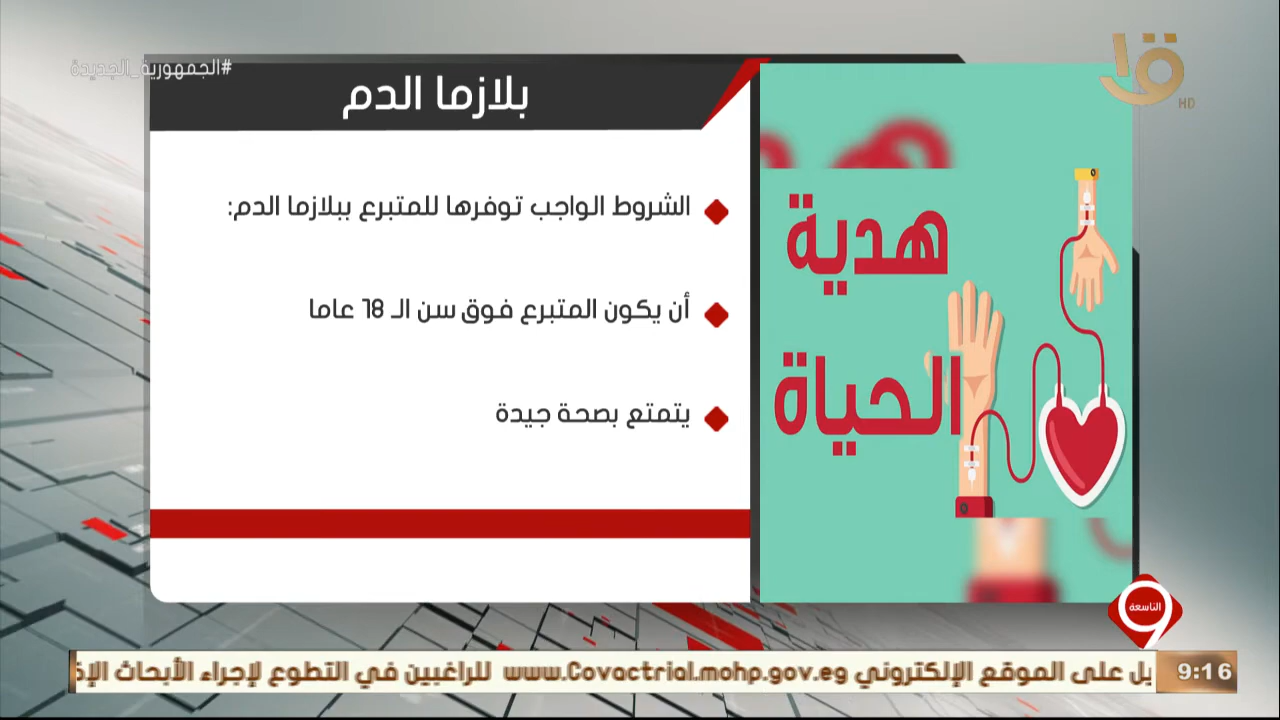 #الجمهورية_الجديدة
HD
بلازما الدم
الشروط الواجب توفرها للمتبرع ببلازما الدم:
أن يكون المتبرع فوق سن الـ 18 عاما
يتمتع بصحة جيدة
هدية
الحياة
التاسعة
9
9:16
يل على الموقع الإلكتروني www.Covactrial.mohp.gov.eg للراغبين في التطوع لإجراء الأبحاث